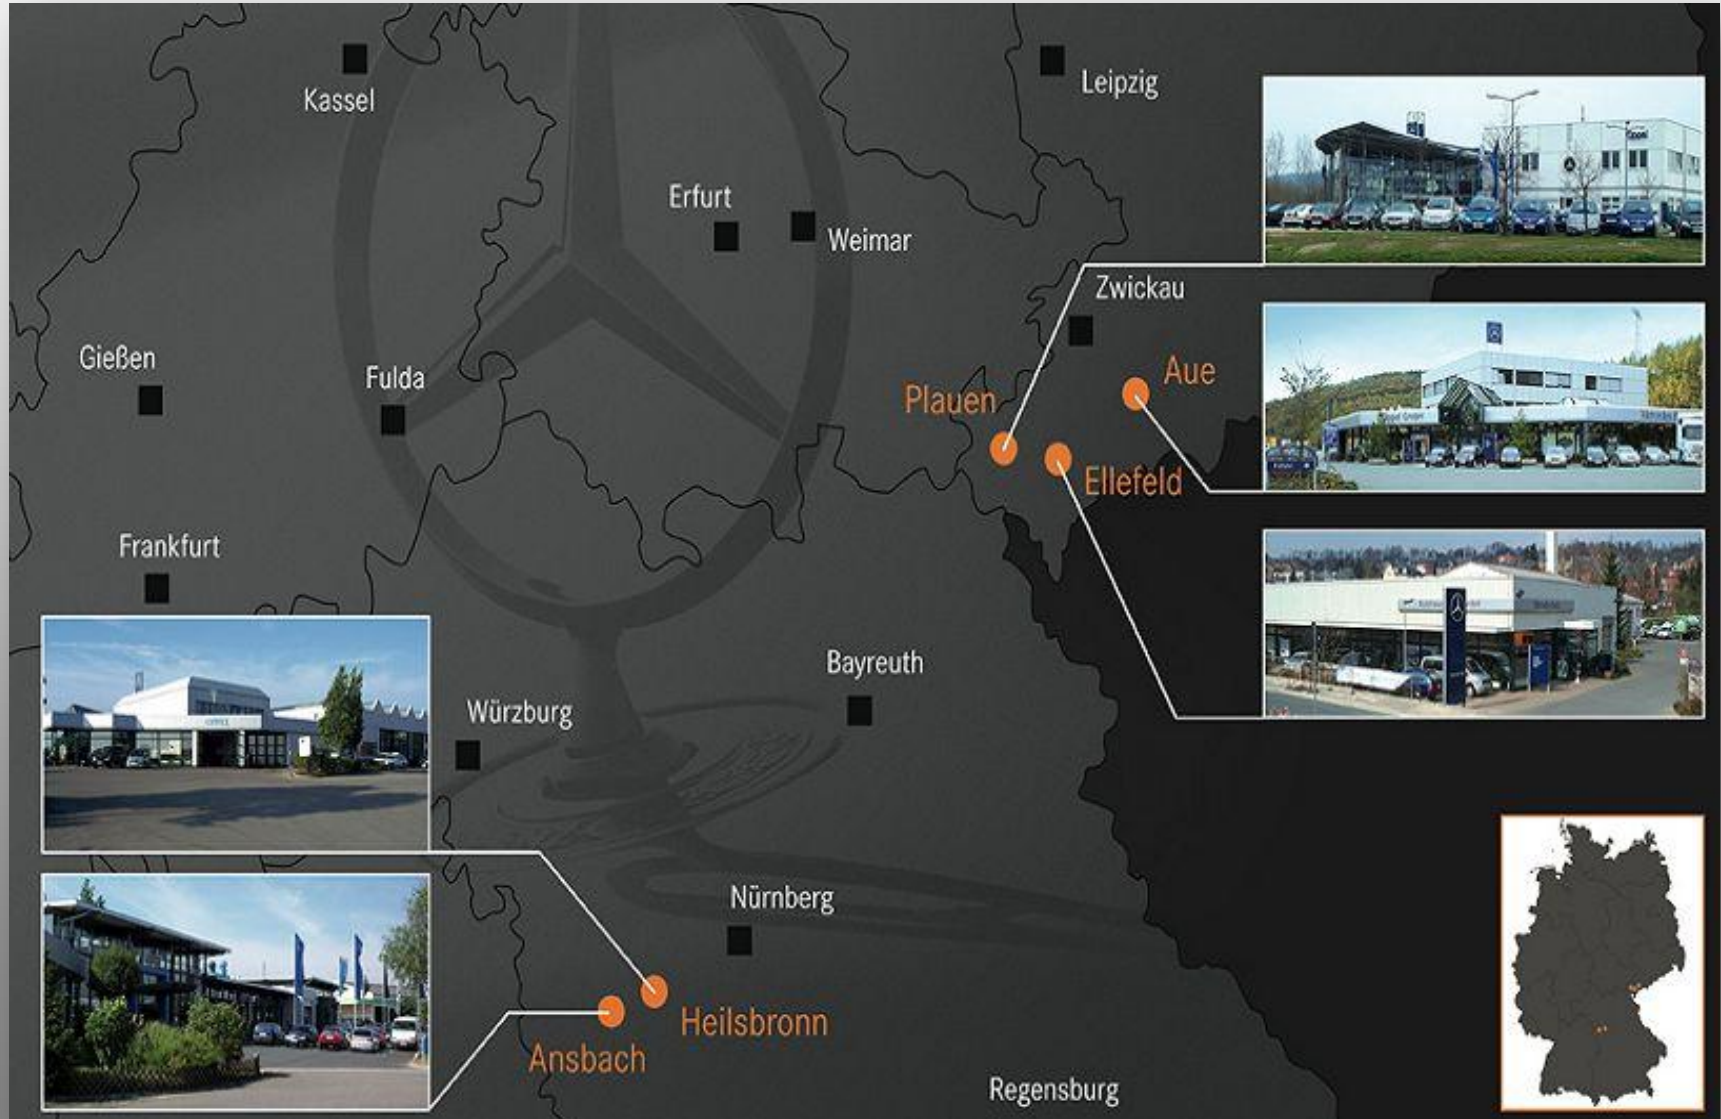 Kassel
Leipzig
Erfurt
Weimar
Zwickau
Gießen
Fulda
Aue
Plauen
Ellefeld
Frankfurt
Bayreuth
Würzburg
Nürnberg
Heilsbronn
Ansbach
Regensburg